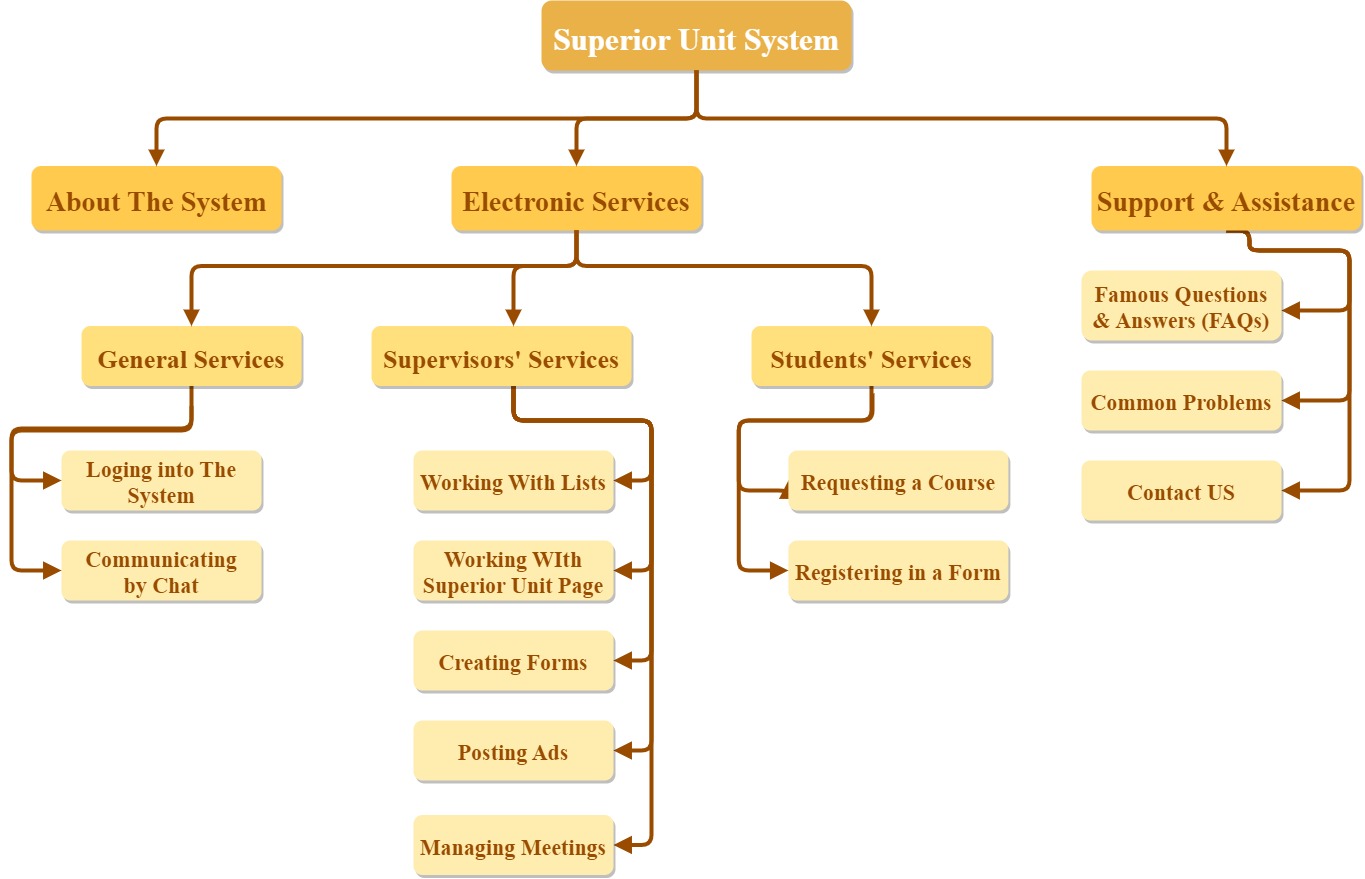 Superior Unit System
About The System
Electronic Services
Support & Assistance
General Services
Supervisors' Services
Students' Services
Famous Questions
& Answers (FAQs)
Common Problems
Contact US
Loging into The
System
Communicating
by Chat
Working With Lists
Working WIth
Superior Unit Page
Creating Forms
Posting Ads
Managing Meetings
Requesting a Course
Registering in a Form